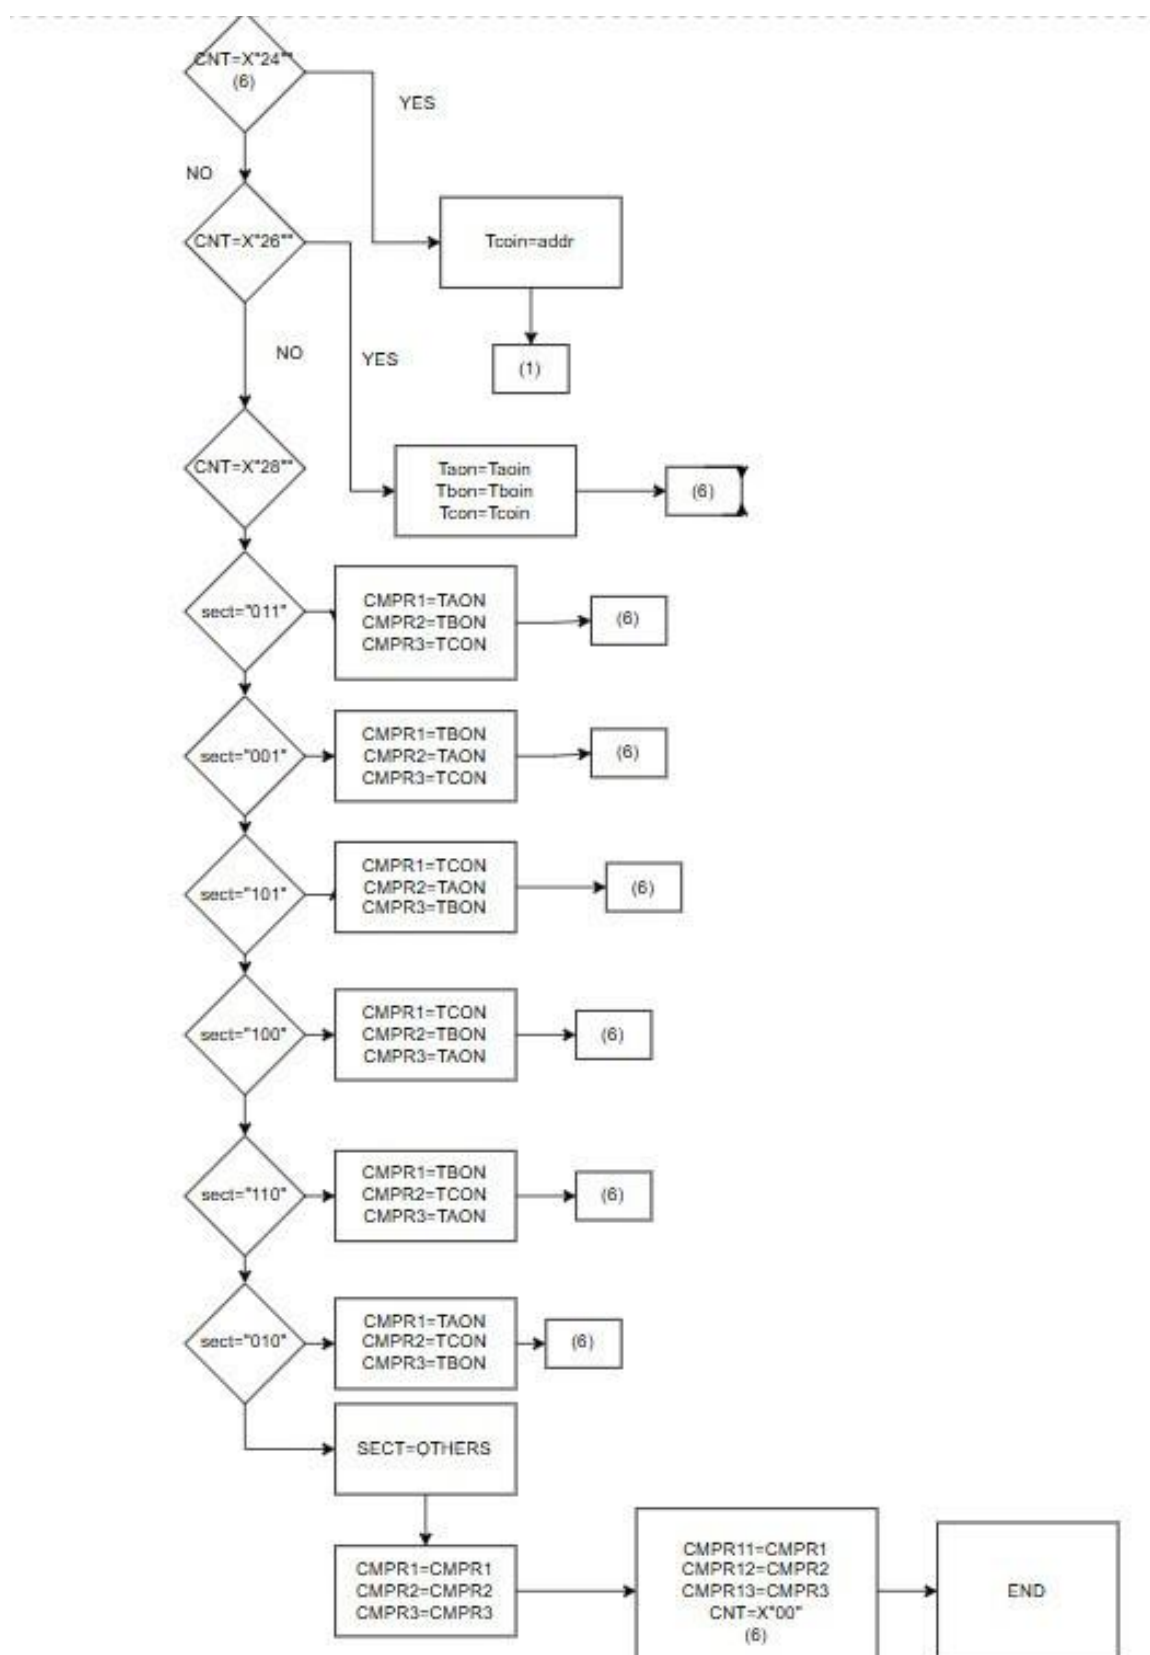 CNT=X"24""
(6)
YES
NO
CNT=X"26""
Tcoin=addr
NO
YES
(1)
CNT=X"28""
Taon=Taoin
Tbon=Tboin
Tcon=Tcoin
(6)
sect="011"
CMPR1=TAON
CMPR2=TBON
CMPR3=TCON
(6)
sect="001"
CMPR1=TBON
CMPR2=TAON
CMPR3=TCON
(6)
sect="101"
CMPR1=TCON
CMPR2=TAON
CMPR3=TBON
(6)
sect="100"
CMPR1=TCON
CMPR2=TBON
CMPR3=TAON
(6)
sect="110"
CMPR1=TBON
CMPR2=TCON
CMPR3=TAON
(6)
sect="010"
CMPR1=TAON
CMPR2=TCON
CMPR3=TBON
(6)
SECT=OTHERS
CMPR1=CMPR1
CMPR2=CMPR2
CMPR3=CMPR3
CMPR11=CMPR1
CMPR12=CMPR2
CMPR13=CMPR3
CNT=X"00"
(6)
END